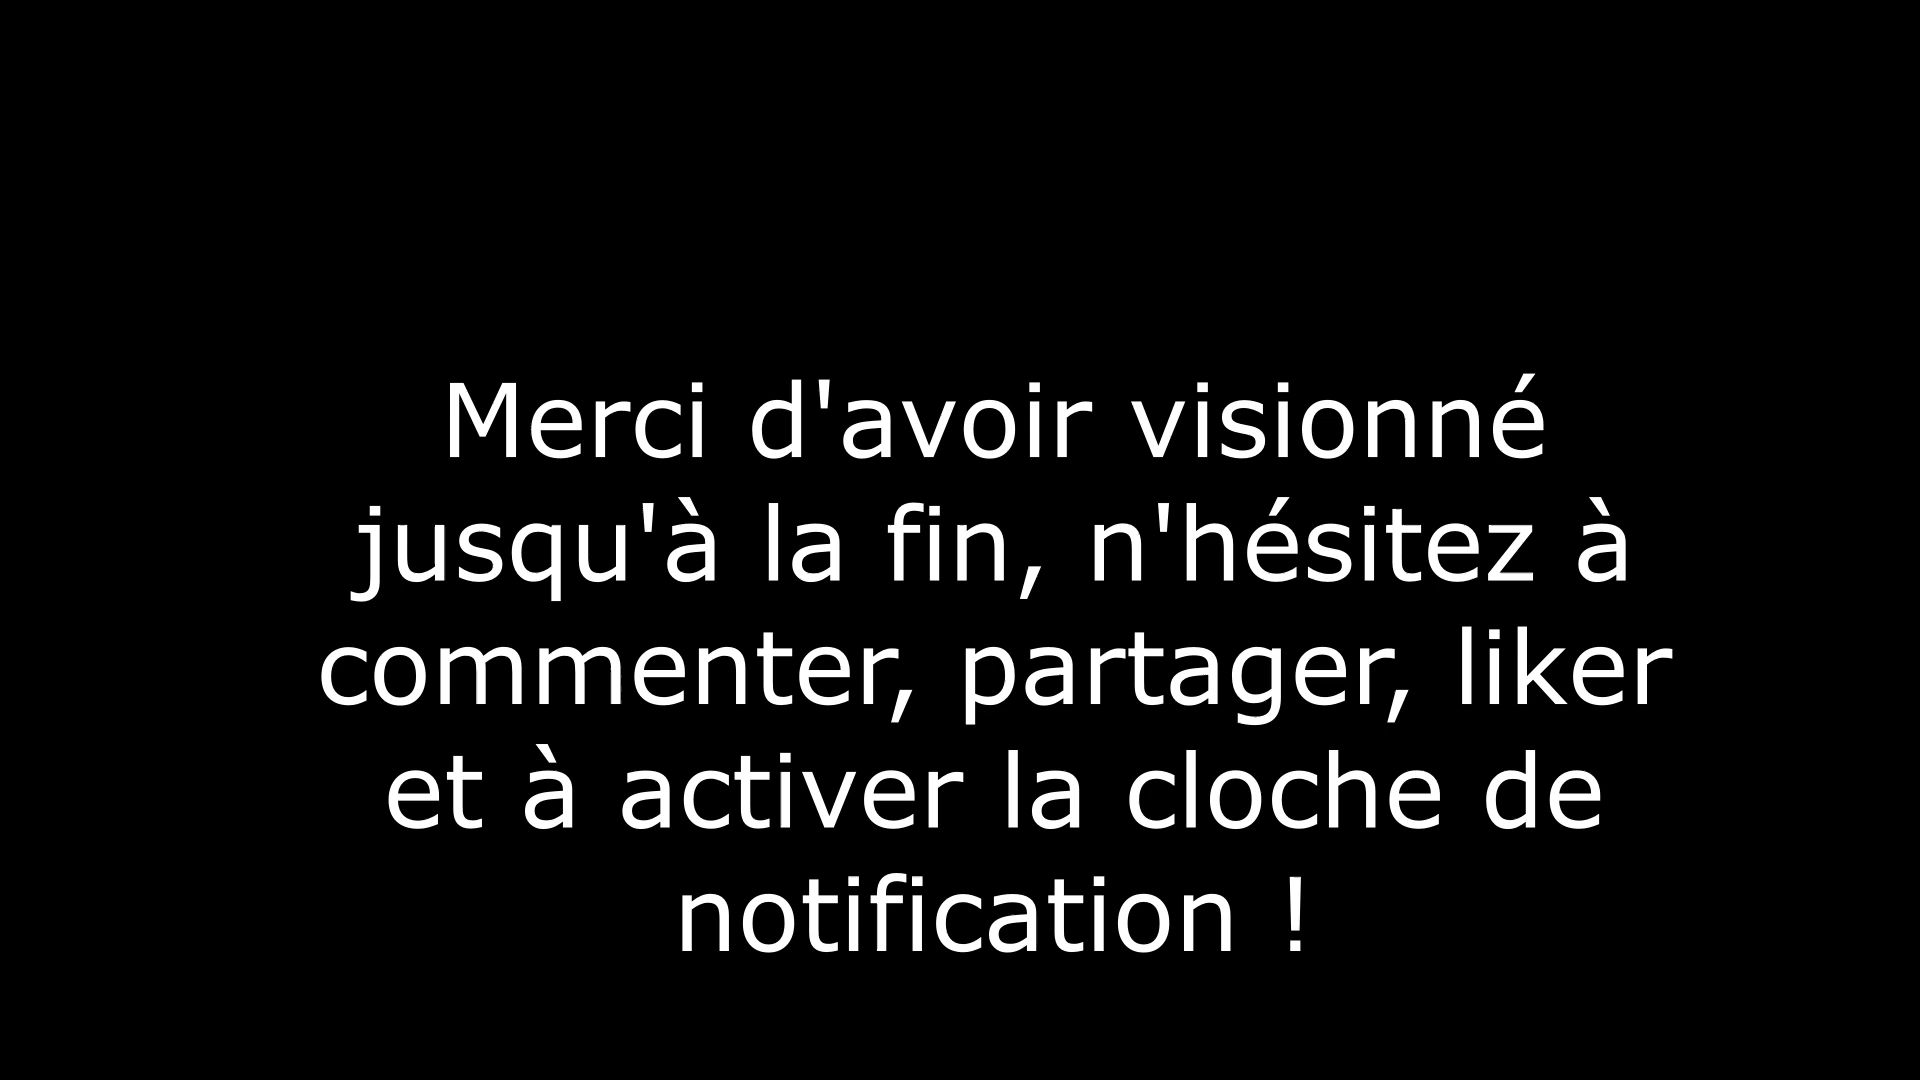 Merci d'avoir visionné
jusqu'à la fin, n'hésitez à
commenter, partager, liker
et à activer la cloche de
notification !